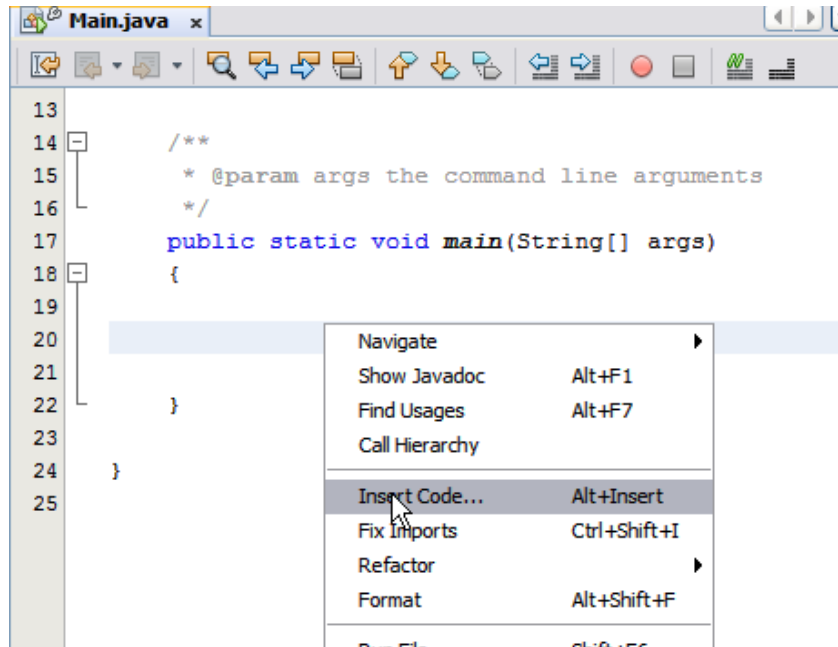 Main.java x
13
14 /**
15 * @param args the command line arguments
16 */
17 public static void main(String[] args)
18 {
19
20
21
22 }
23
24 }
25
Navigate
Show Javadoc Alt+F1
Find Usages Alt+F7
Call Hierarchy
Insert Code... Alt+Insert
Fix Imports Ctrl+Shift+I
Refactor
Format Alt+Shift+F